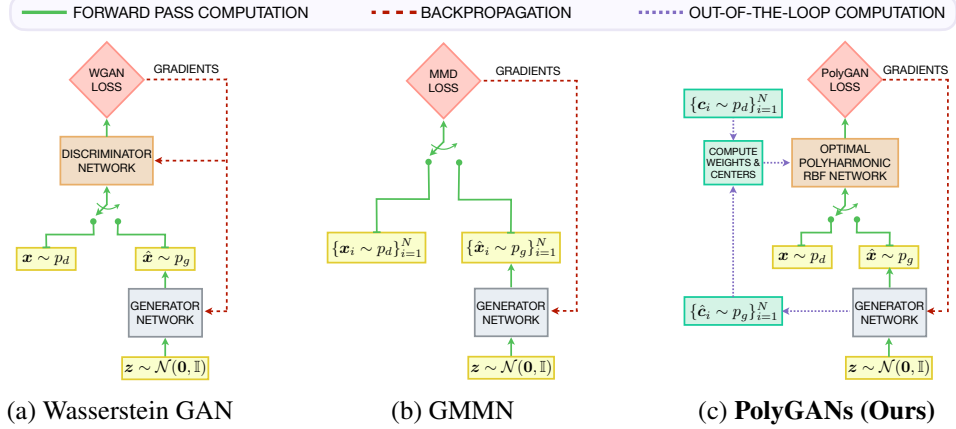 FORWARD PASS COMPUTATION BACKPROPAGATION OUT-OF-THE-LOOP COMPUTATION
WGAN
LOSS
GRADIENTS
DISCRIMINATOR
NETWORK
𝒙 ∼ p_d
𝒙̂ ∼ p_g
GENERATOR
NETWORK
𝒛 ∼ 𝒩(𝟎, 𝕀)
(a) Wasserstein GAN
MMD
LOSS
GRADIENTS
{𝒙_i ∼ p_d}_{i=1}^N
{𝒙̂_i ∼ p_g}_{i=1}^N
GENERATOR
NETWORK
𝒛 ∼ 𝒩(𝟎, 𝕀)
(b) GMMN
PolyGAN
LOSS
GRADIENTS
{𝒄_i ∼ p_d}_{i=1}^N
COMPUTE
WEIGHTS &
CENTERS
OPTIMAL
POLYHARMONIC
RBF NETWORK
𝒙 ∼ p_d
𝒙̂ ∼ p_g
{𝒄̂_i ∼ p_g}_{i=1}^N
GENERATOR
NETWORK
𝒛 ∼ 𝒩(𝟎, 𝕀)
(c) PolyGANs (Ours)